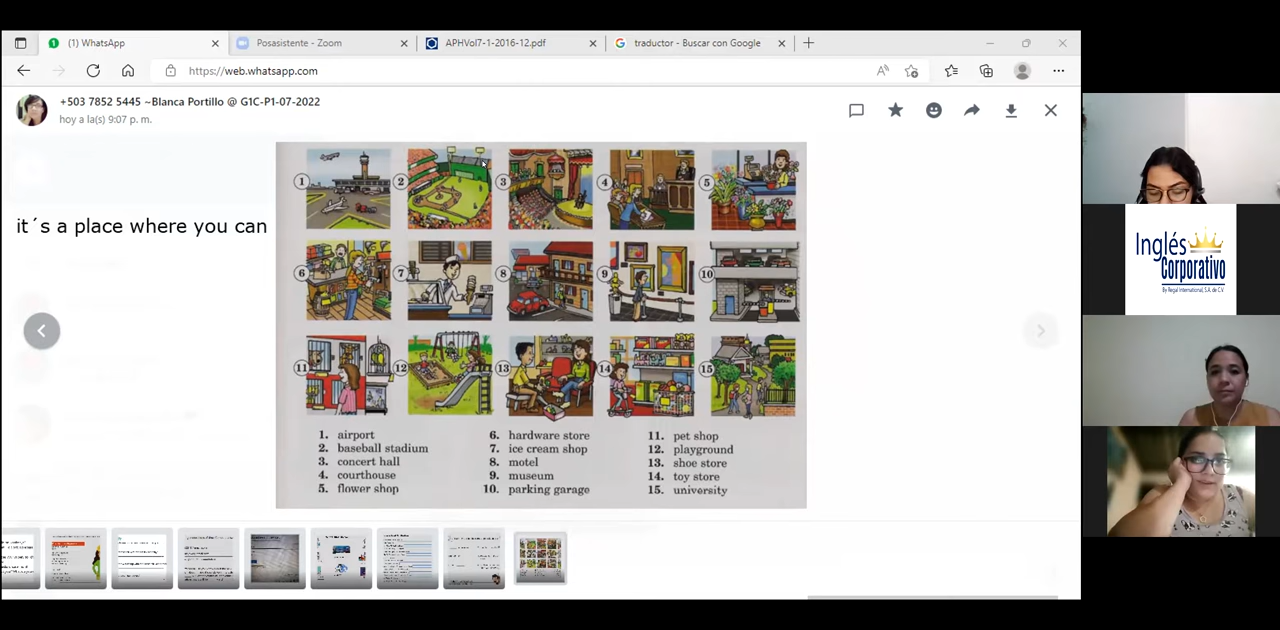 (1) WhatsApp
Posasistente - Zoom
APHVol7-1-2016-12.pdf
traductor - Buscar con Google
https://web.whatsapp.com
+503 7852 5445 ~Blanca Portillo @ G1C-P1-07-2022
hoy a la(s) 9:07 p. m.
it´s a place where you can
1
2
3
4
5
6
7
8
9
10
11
12
13
14
15
1. airport
2. baseball stadium
3. concert hall
4. courthouse
5. flower shop
6. hardware store
7. ice cream shop
8. motel
9. museum
10. parking garage
11. pet shop
12. playground
13. shoe store
14. toy store
15. university
Inglés
Corporativo
By Regal International, S.A. de C.V.